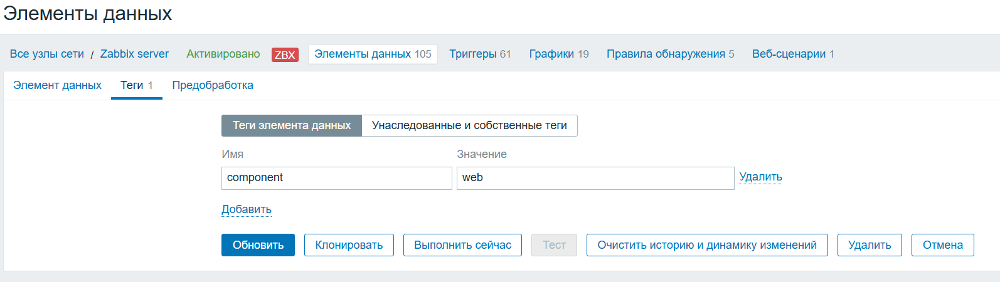 Элементы данных
Все узлы сети / Zabbix server Активировано ZBX Элементы данных 105 Триггеры 61 Графики 19 Правила обнаружения 5 Веб-сценарии 1
Элемент данных Теги 1 Предобработка
Теги элемента данных Унаследованные и собственные теги
Имя Значение
component web Удалить
Добавить
Обновить Клонировать Выполнить сейчас Тест Очистить историю и динамику изменений Удалить Отмена